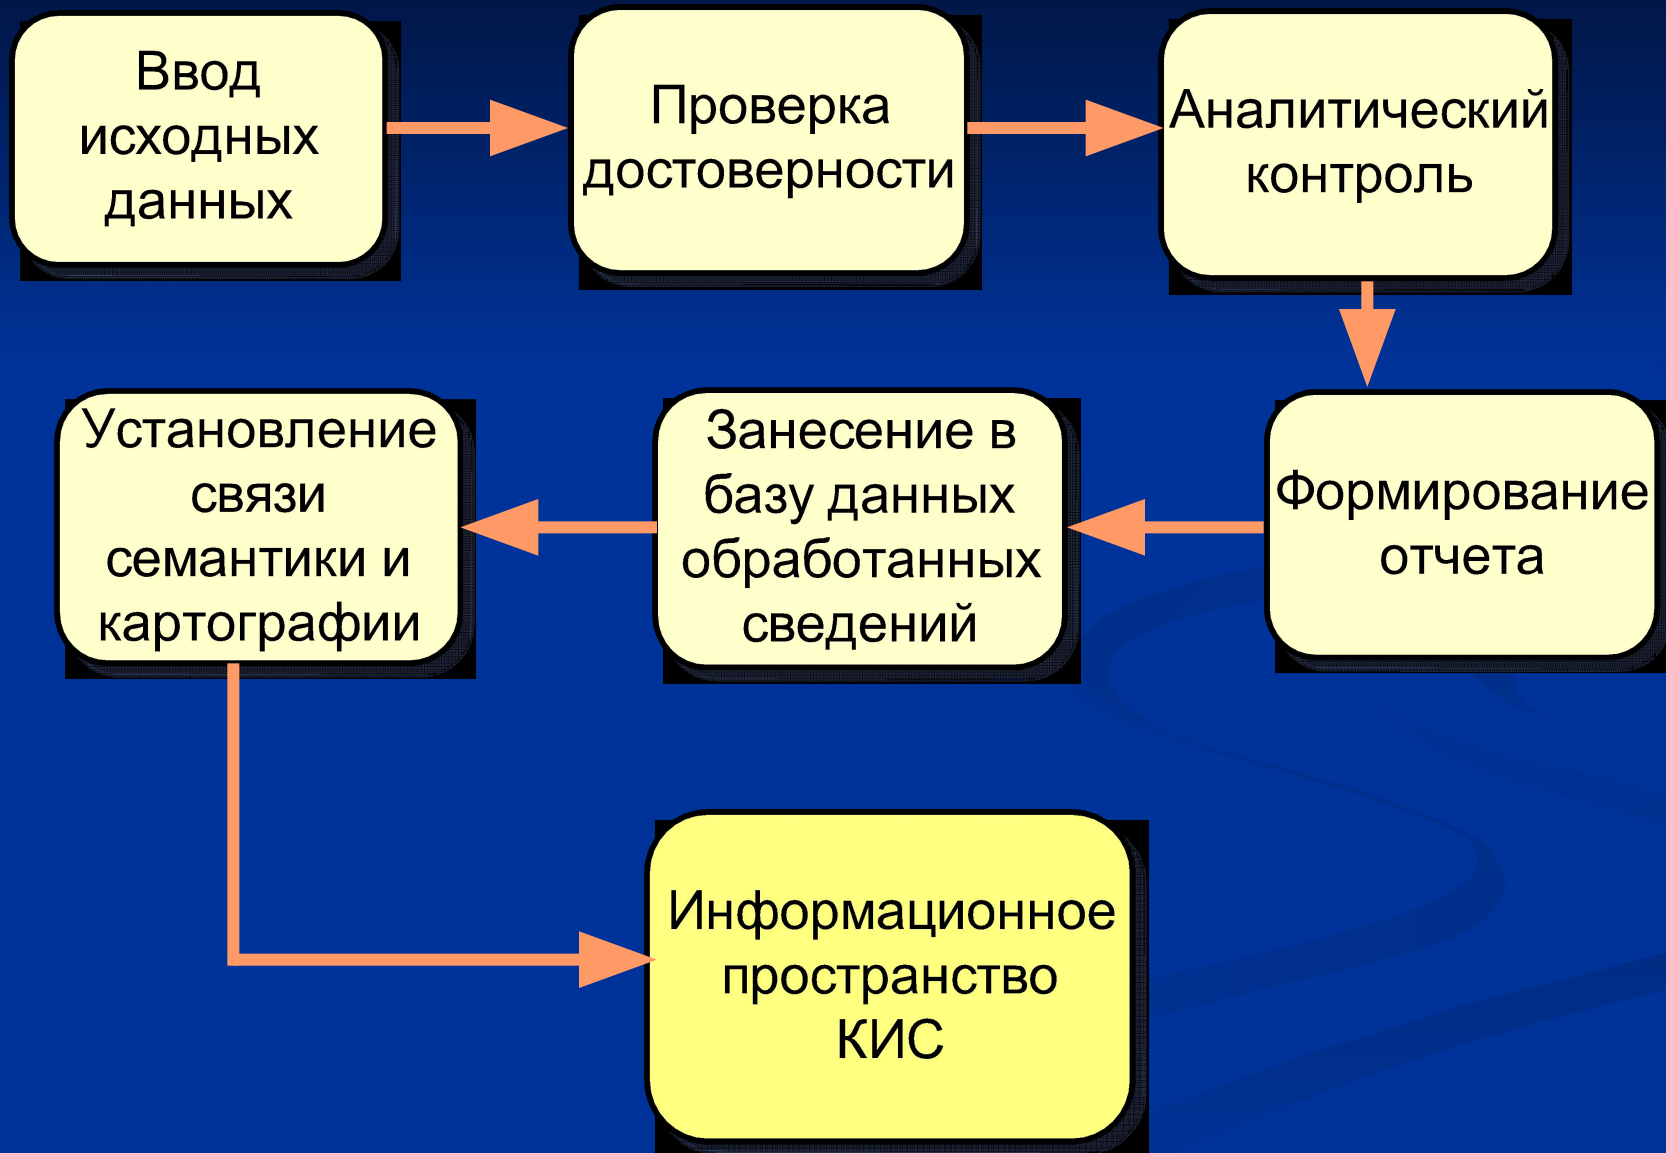 Ввод
исходных
данных
Проверка
достоверности
Аналитический
контроль
Формирование
отчета
Занесение в
базу данных
обработанных
сведений
Установление
связи
семантики и
картографии
Информационное
пространство
КИС